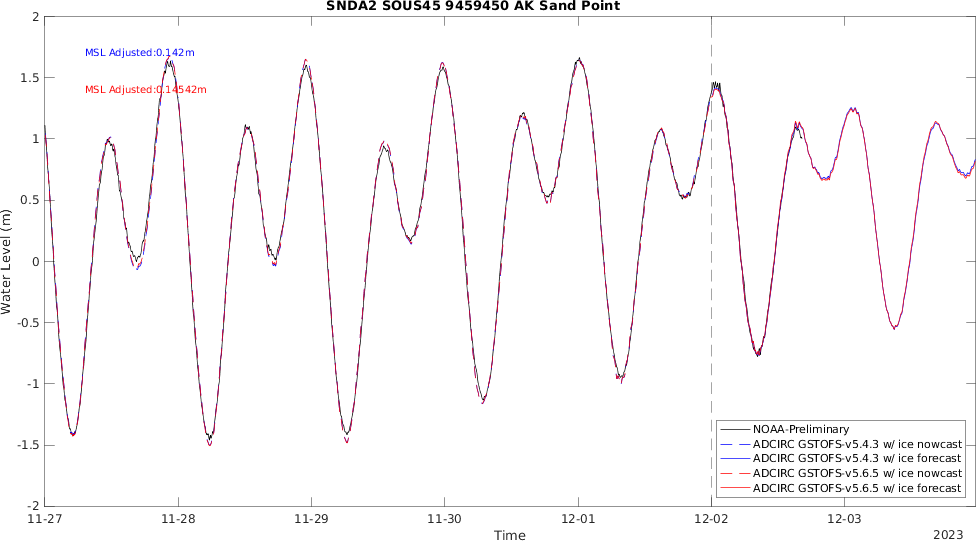 SNDA2 SOUS45 9459450 AK Sand Point
2
MSL Adjusted:0.142m
1.5
MSL Adjusted:0.14542m
1
0.5
0
-0.5
-1
-1.5
-2
Water Level (m)
NOAA-Preliminary
ADCIRC GSTOFS-v5.4.3 w/ ice nowcast
ADCIRC GSTOFS-v5.4.3 w/ ice forecast
ADCIRC GSTOFS-v5.6.5 w/ ice nowcast
ADCIRC GSTOFS-v5.6.5 w/ ice forecast
11-27 11-28 11-29 11-30 12-01 12-02 12-03
Time
2023